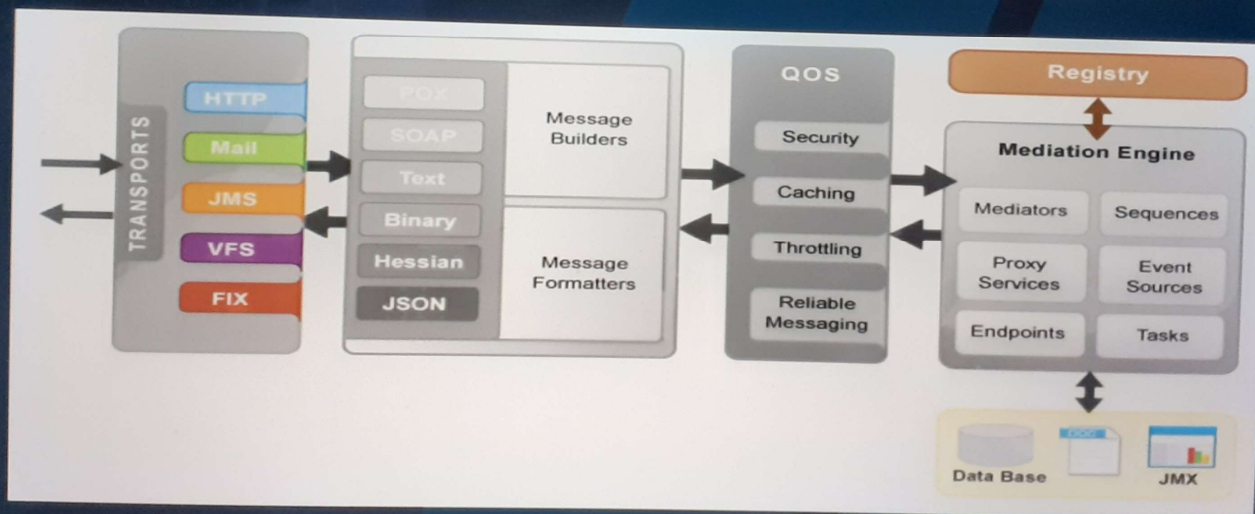 TRANSPORTS
HTTP
Mail
JMS
VFS
FIX
POX
SOAP
Text
Binary
Hessian
JSON
Message
Builders
Message
Formatters
QOS
Security
Caching
Throttling
Reliable
Messaging
Registry
Mediation Engine
Mediators
Sequences
Proxy
Services
Event
Sources
Endpoints
Tasks
Data Base
DOC
JMX